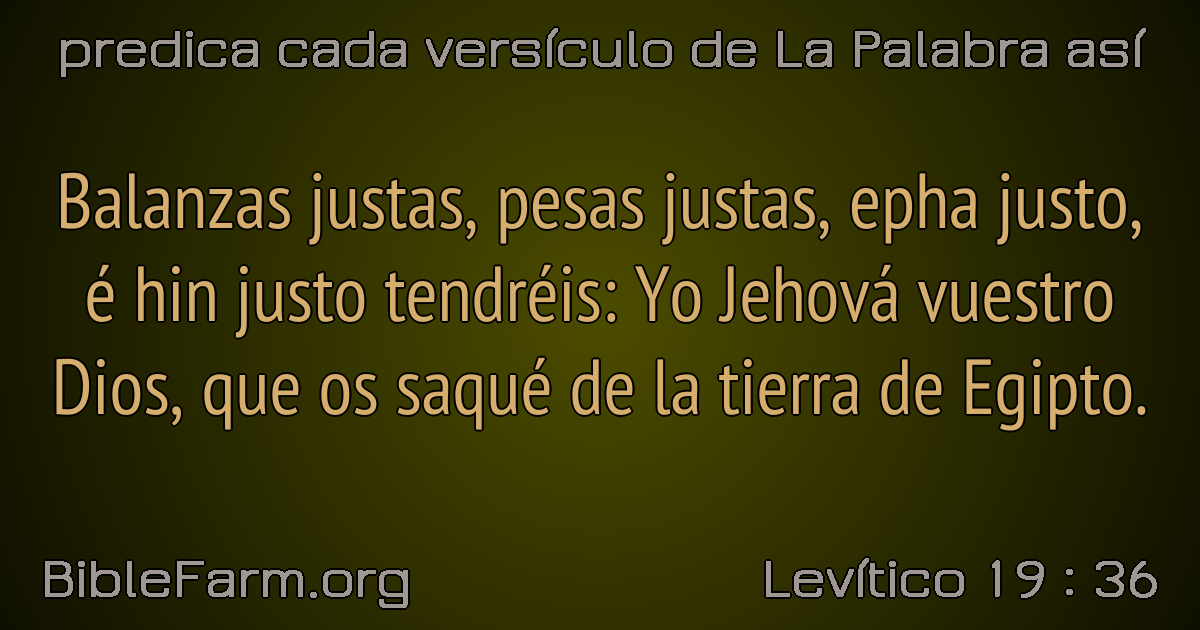 predica cada versículo de La Palabra así
Balanzas justas, pesas justas, epha justo,
é hin justo tendréis: Yo Jehová vuestro
Dios, que os saqué de la tierra de Egipto.
BibleFarm.org
Levítico 19 : 36